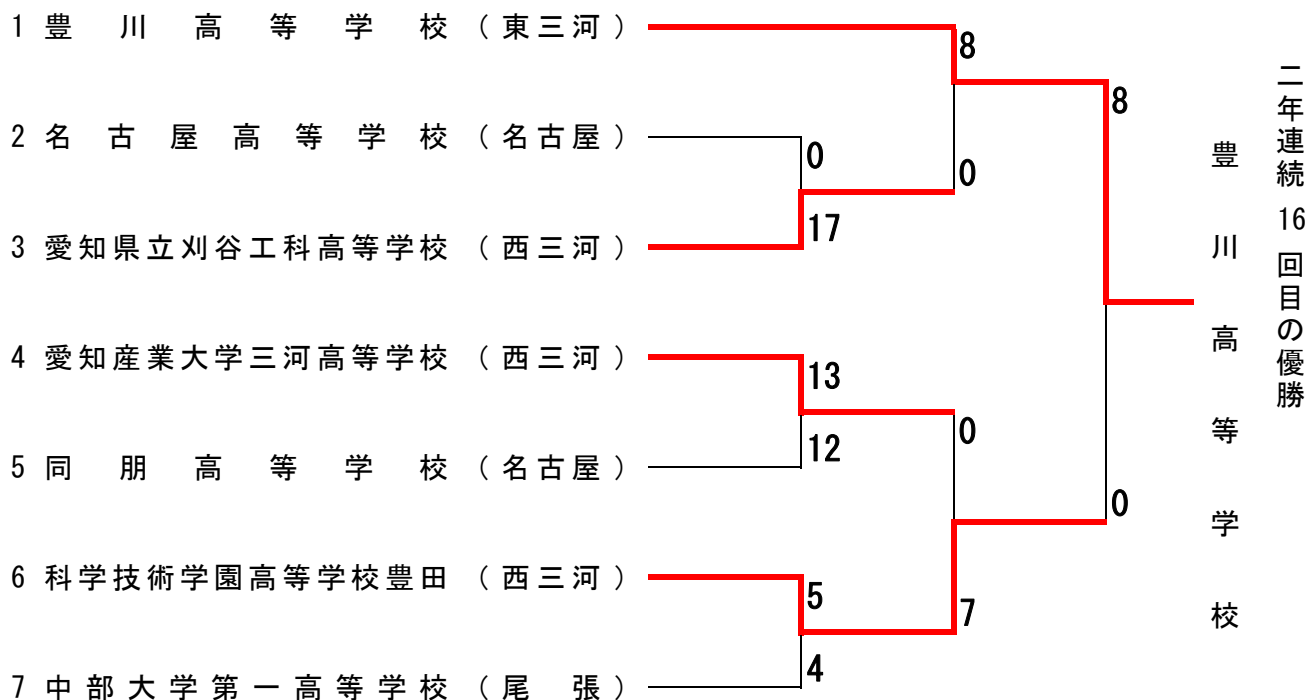 1 豊川高等学校 (東三河)
8
8
2 名古屋高等学校 (名古屋)
0
0
17
3 愛知県立刈谷工科高等学校 (西三河)
4 愛知産業大学三河高等学校 (西三河)
13
0
12
5 同朋高等学校 (名古屋)
0
6 科学技術学園高等学校豊田 (西三河)
5
7
4
7 中部大学第一高等学校 (尾張)
豊川高等学校
二年連続 16 回目の優勝